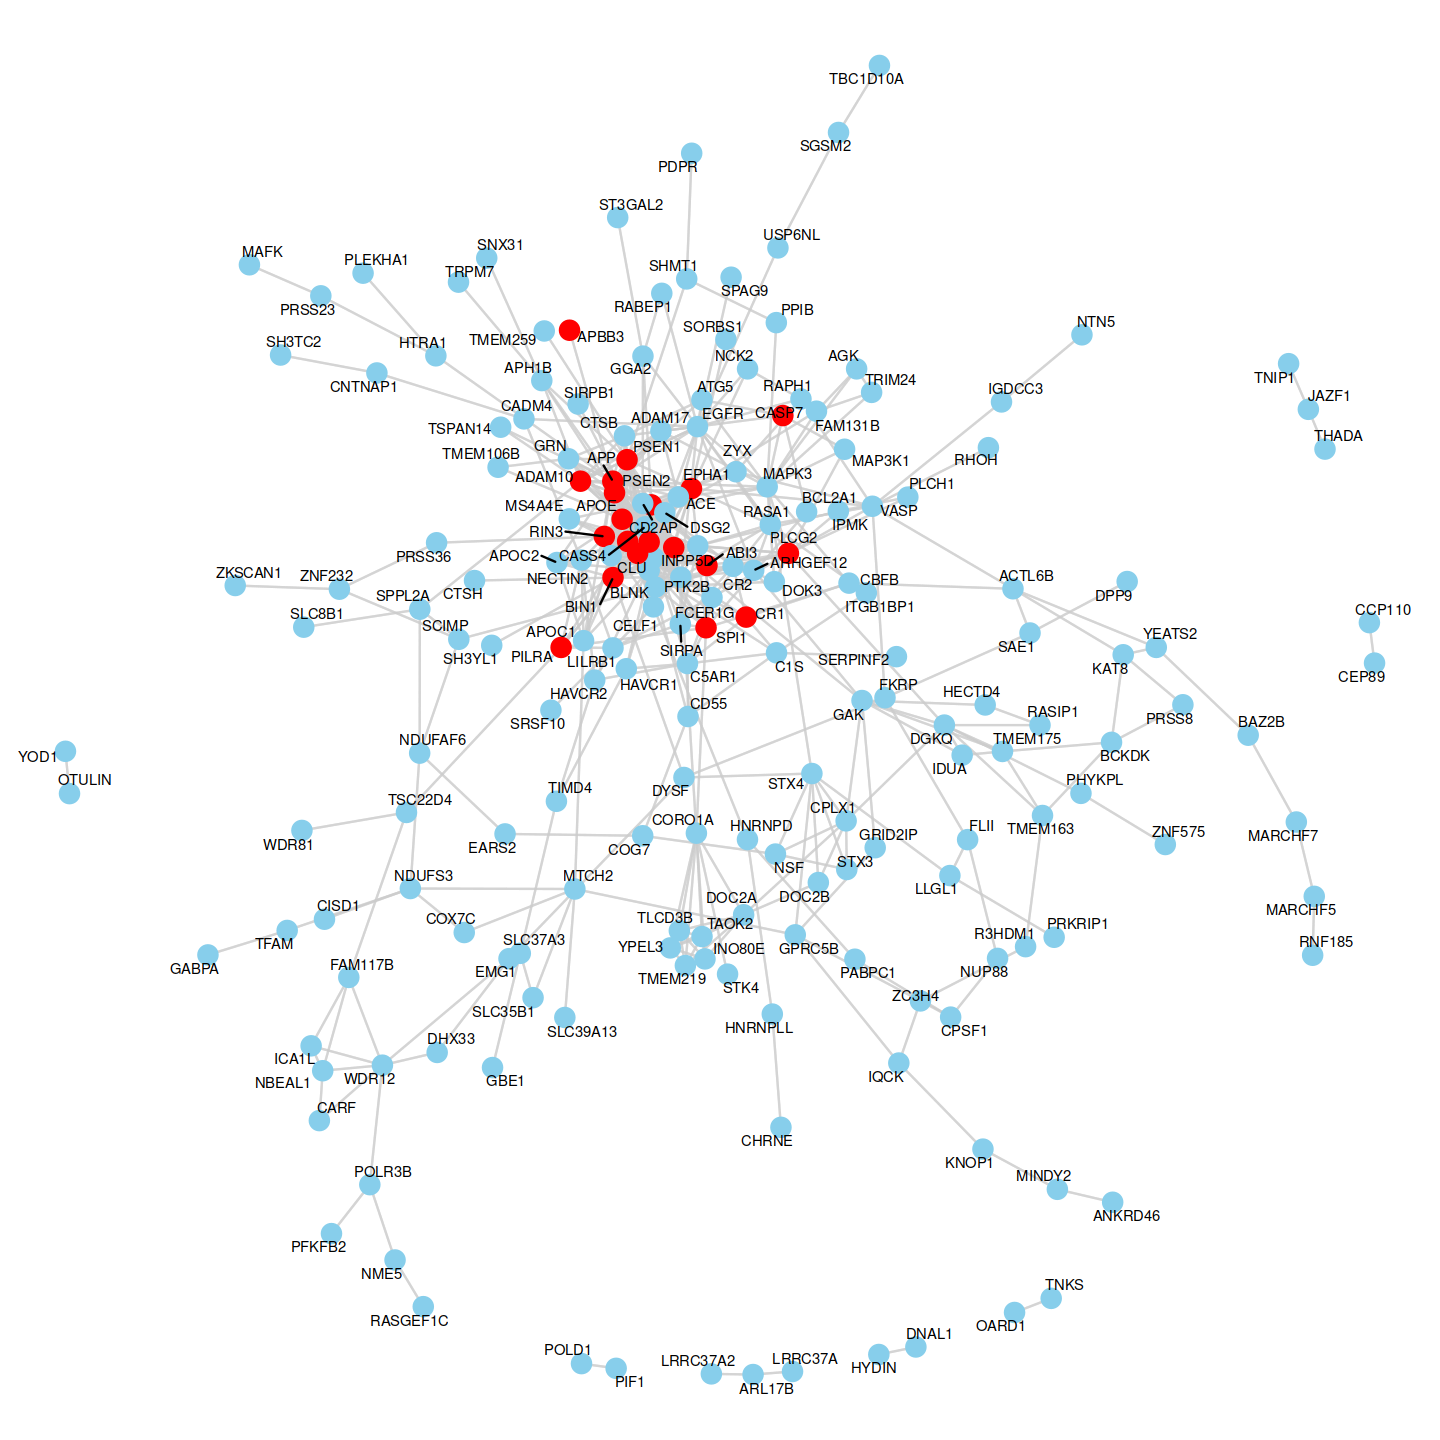 TBC1D10A
SGSM2
PDPR
ST3GAL2
USP6NL
MAFK
SNX31
PLEKHA1
TRPM7
SHMT1
SPAG9
PRSS23
RABEP1
PPIB
NTN5
SORBS1
SH3TC2
HTRA1
TMEM259
APBB3
NCK2
AGK
GGA2
CNTNAP1
APH1B
SIRPB1
ATG5
RAPH1
TRIM24
TNIP1
IGDCC3
JAZF1
CADM4
CTSB
ADAM17
EGFR
CASP7
FAM131B
TSPAN14
THADA
GRN
PSEN1
ZYX
TMEM106B
APP
MAP3K1
RHOH
ADAM10
PSEN2
EPHA1
MAPK3
PLCH1
MS4A4E
APOE
ACE
BCL2A1
RASA1
VASP
IPMK
RIN3
CD2AP
DSG2
PLCG2
PRSS36
APOC2
CASS4
INPP5D
ABI3
ARHGEF12
CLU
ZKSCAN1
ZNF232
NECTIN2
PTK2B
CR2
CBFB
ACTL6B
SPPL2A
CTSH
BLNK
DOK3
DPP9
BIN1
ITGB1BP1
SLC8B1
FCER1G
CR1
CCP110
SCIMP
APOC1
CELF1
SPI1
YEATS2
SH3YL1
PILRA
LILRB1
SIRPA
SERPINF2
SAE1
C1S
KAT8
C5AR1
CEP89
HAVCR1
FKRP
HAVCR2
HECTD4
SRSF10
CD55
GAK
RASIP1
PRSS8
BAZ2B
NDUFAF6
DGKQ
TMEM175
YOD1
BCKDK
IDUA
OTULIN
PHYKPL
TIMD4
DYSF
STX4
TSC22D4
CPLX1
CORO1A
HNRNPD
FLII
TMEM163
GRID2IP
ZNF575
MARCHF7
WDR81
EARS2
COG7
NSF
STX3
LLGL1
MTCH2
DOC2A
DOC2B
CISD1
COX7C
MARCHF5
TLCD3B
TAOK2
PRKRIP1
TFAM
SLC37A3
R3HDM1
YPEL3
INO80E
GPRC5B
RNF185
GABPA
FAM117B
EMG1
PABPC1
NUP88
TMEM219
STK4
ZC3H4
SLC35B1
SLC39A13
HNRNPLL
CPSF1
DHX33
ICA1L
NBEAL1
WDR12
GBE1
IQCK
CARF
CHRNE
KNOP1
POLR3B
MINDY2
ANKRD46
PFKFB2
NME5
TNKS
RASGEF1C
OARD1
DNAL1
POLD1
LRRC37A2
LRRC37A
HYDIN
PIF1
ARL17B